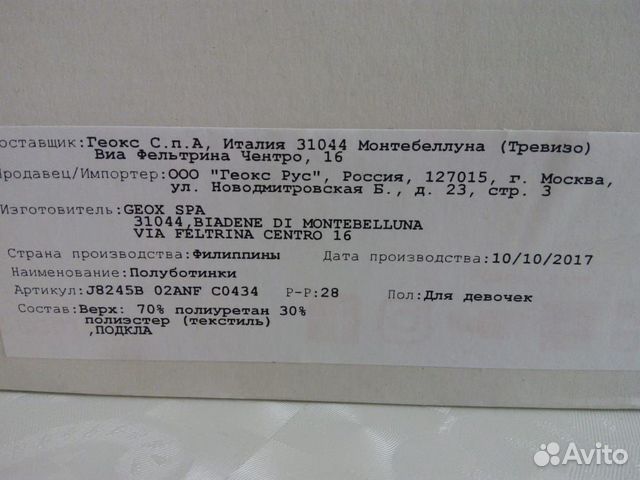 оставщик:Геокс С.п.А, Италия 31044 Монтебеллуна (Тревизо)
Виа Фельтрина Чентро, 16
Продавец/Импортер:ООО "Геокс Рус", Россия, 127015, г. Москва,
ул. Новодмитровская Б., д. 23, стр. 3
Изготовитель:GEOX SPA
31044,BIADENE DI MONTEBELLUNA
VIA FELTRINA CENTRO 16
Страна производства:Филиппины Дата производства:10/10/2017
Наименование:Полуботинки
Артикул:J8245B 02ANF C0434 Р-Р:28 Пол:Для девочек
Состав:Верх: 70% полиуретан 30%
полиэстер (текстиль)
,ПОДКЛА
Avito